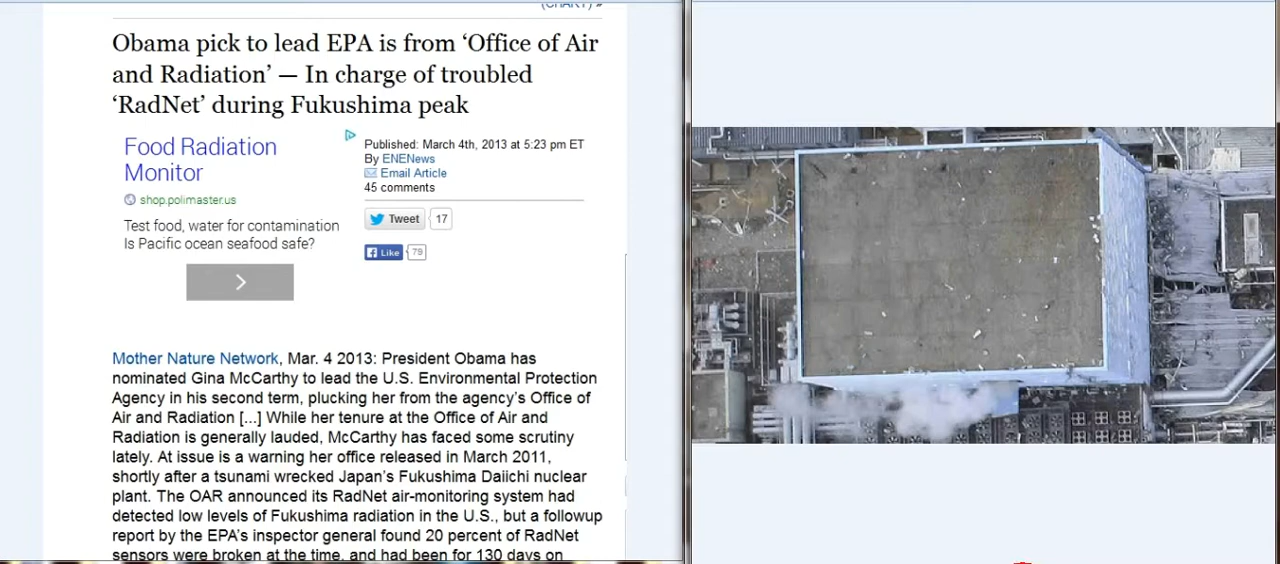 (CHART) »
Obama pick to lead EPA is from ‘Office of Air
and Radiation’ — In charge of troubled
‘RadNet’ during Fukushima peak
Food Radiation
Monitor
shop.polimaster.us
Test food, water for contamination
Is Pacific ocean seafood safe?
Published: March 4th, 2013 at 5:23 pm ET
By ENENews
Email Article
45 comments
Tweet 17
Like 79
Mother Nature Network, Mar. 4 2013: President Obama has
nominated Gina McCarthy to lead the U.S. Environmental Protection
Agency in his second term, plucking her from the agency’s Office of
Air and Radiation [...] While her tenure at the Office of Air and
Radiation is generally lauded, McCarthy has faced some scrutiny
lately. At issue is a warning her office released in March 2011,
shortly after a tsunami wrecked Japan’s Fukushima Daiichi nuclear
plant. The OAR announced its RadNet air-monitoring system had
detected low levels of Fukushima radiation in the U.S., but a followup
report by the EPA’s inspector general found 20 percent of RadNet
sensors were broken at the time, and had been for 130 days on